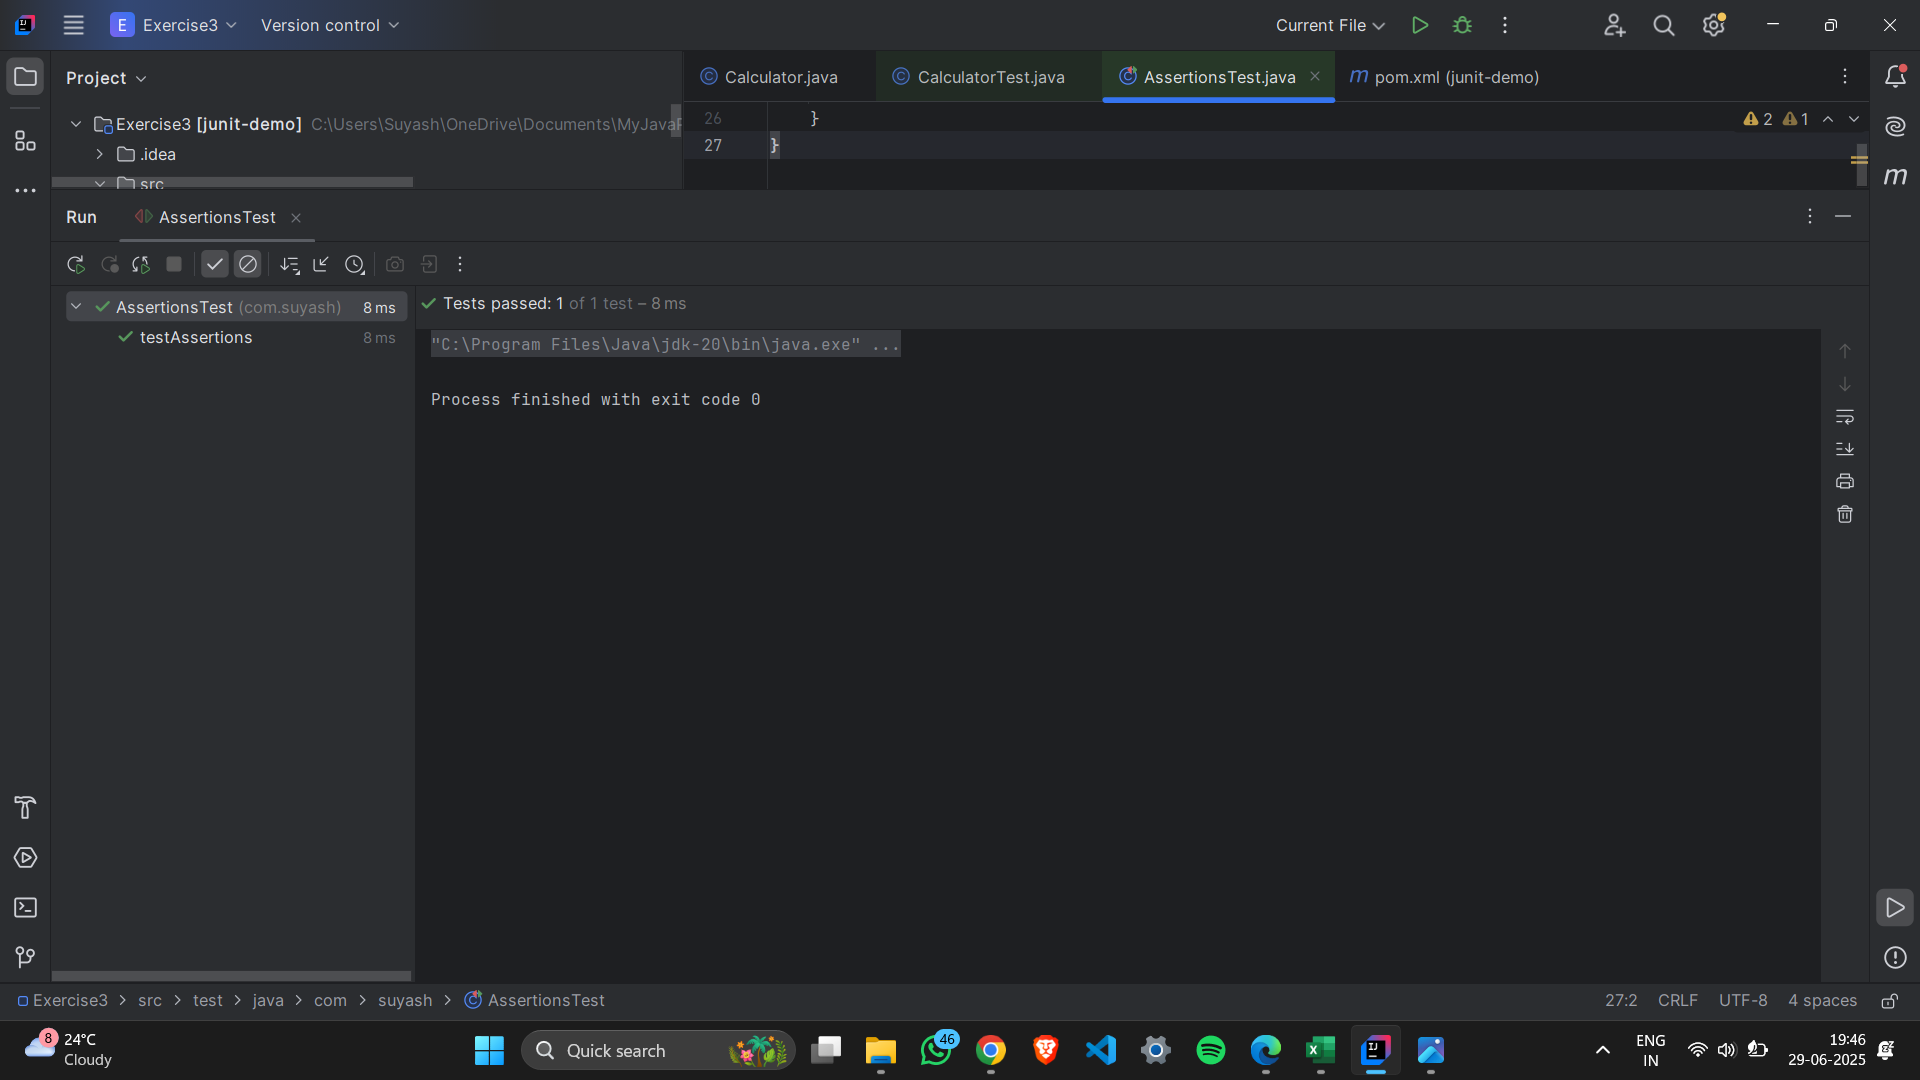 E Exercise3 Version control Current File
Project
Calculator.java CalculatorTest.java AssertionsTest.java m pom.xml (junit-demo)
Exercise3 [junit-demo] C:\Users\Suyash\OneDrive\Documents\MyJava
.idea
src
26 }
27 }
2 1
m
Run AssertionsTest
AssertionsTest (com.suyash) 8 ms
testAssertions 8 ms
Tests passed: 1 of 1 test – 8 ms
"C:\Program Files\Java\jdk-20\bin\java.exe" ...
Process finished with exit code 0
Exercise3 > src > test > java > com > suyash > AssertionsTest
27:2 CRLF UTF-8 4 spaces
8
24°C
Cloudy
Quick search
46
ENG
IN
19:46
29-06-2025